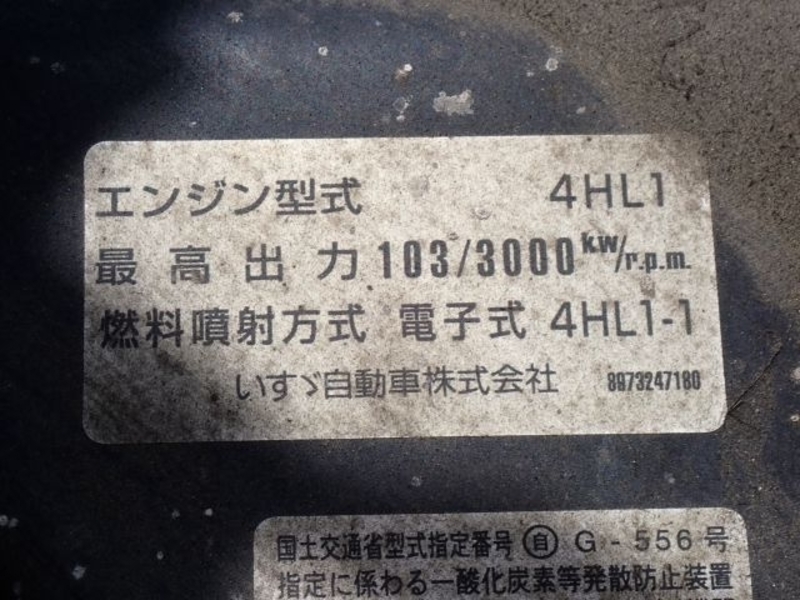 エンジン型式 4HL1
最高出力 103/3000 kw/r.p.m.
燃料噴射方式 電子式 4HL1-1
いすゞ自動車株式会社 8973247180
国土交通省型式指定番号 自 G-556号
指定に係わる一酸化炭素等発散防止装置